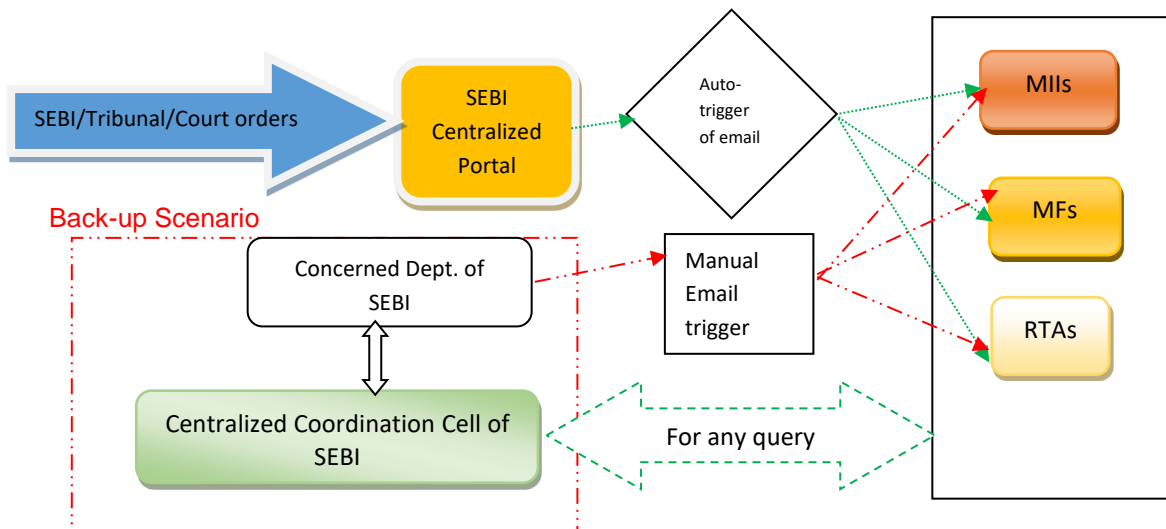 SEBI/Tribunal/Court orders
SEBI
Centralized
Portal
Auto-
trigger
of email
MIIs
MFs
RTAs
Back-up Scenario
Concerned Dept. of
SEBI
Manual
Email
trigger
Centralized Coordination Cell of
SEBI
For any query